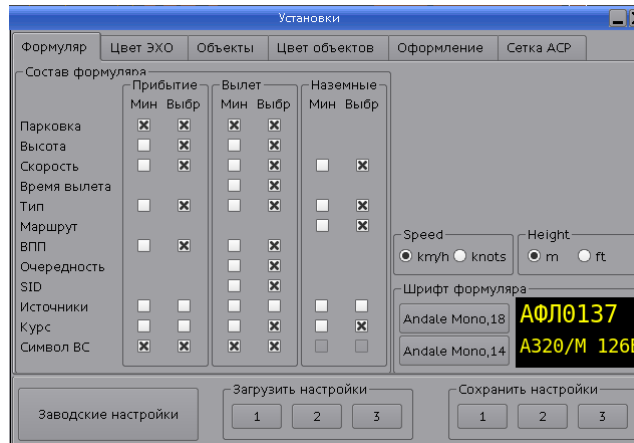 Установки
Формуляр Цвет ЭХО Объекты Цвет объектов Оформление Сетка АСР
Состав формуляра
Прибытие Вылет Наземные
Мин Выбр Мин Выбр Мин Выбр
Парковка
Высота
Скорость
Время вылета
Тип
Маршрут
ВПП
Очередность
SID
Источники
Курс
Символ ВС
Speed Height
km/h knots m ft
Шрифт формуляра
Andale Mono,18 АФЛ0137
Andale Mono,14 А320/М 126
Заводские настройки
Загрузить настройки Сохранить настройки
1 2 3 1 2 3